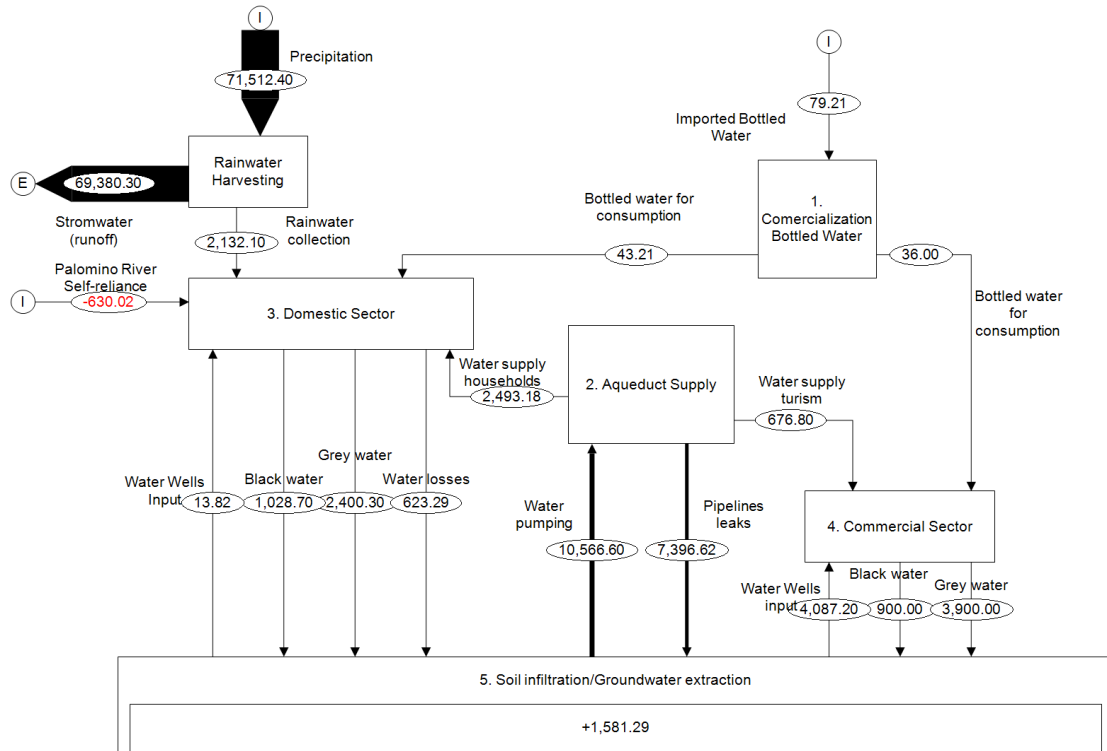 I
Precipitation
71,512.40
Rainwater
Harvesting
E
69,380.30
Stromwater
(runoff)
2,132.10
Rainwater
collection
I
79.21
Imported Bottled
Water
1.
Comercialization
Bottled Water
Bottled water for
consumption
43.21
36.00
Bottled water
for
consumption
Palomino River
Self-reliance
I
-630.02
3. Domestic Sector
Water supply
households
2,493.18
2. Aqueduct Supply
Water supply
turism
676.80
Water Wells
Input
13.82
Black water
1,028.70
Grey water
2,400.30
Water losses
623.29
Water
pumping
10,566.60
Pipelines
leaks
7,396.62
4. Commercial Sector
Water Wells
input
4,087.20
Black water
900.00
Grey water
3,900.00
5. Soil infiltration/Groundwater extraction
+1,581.29